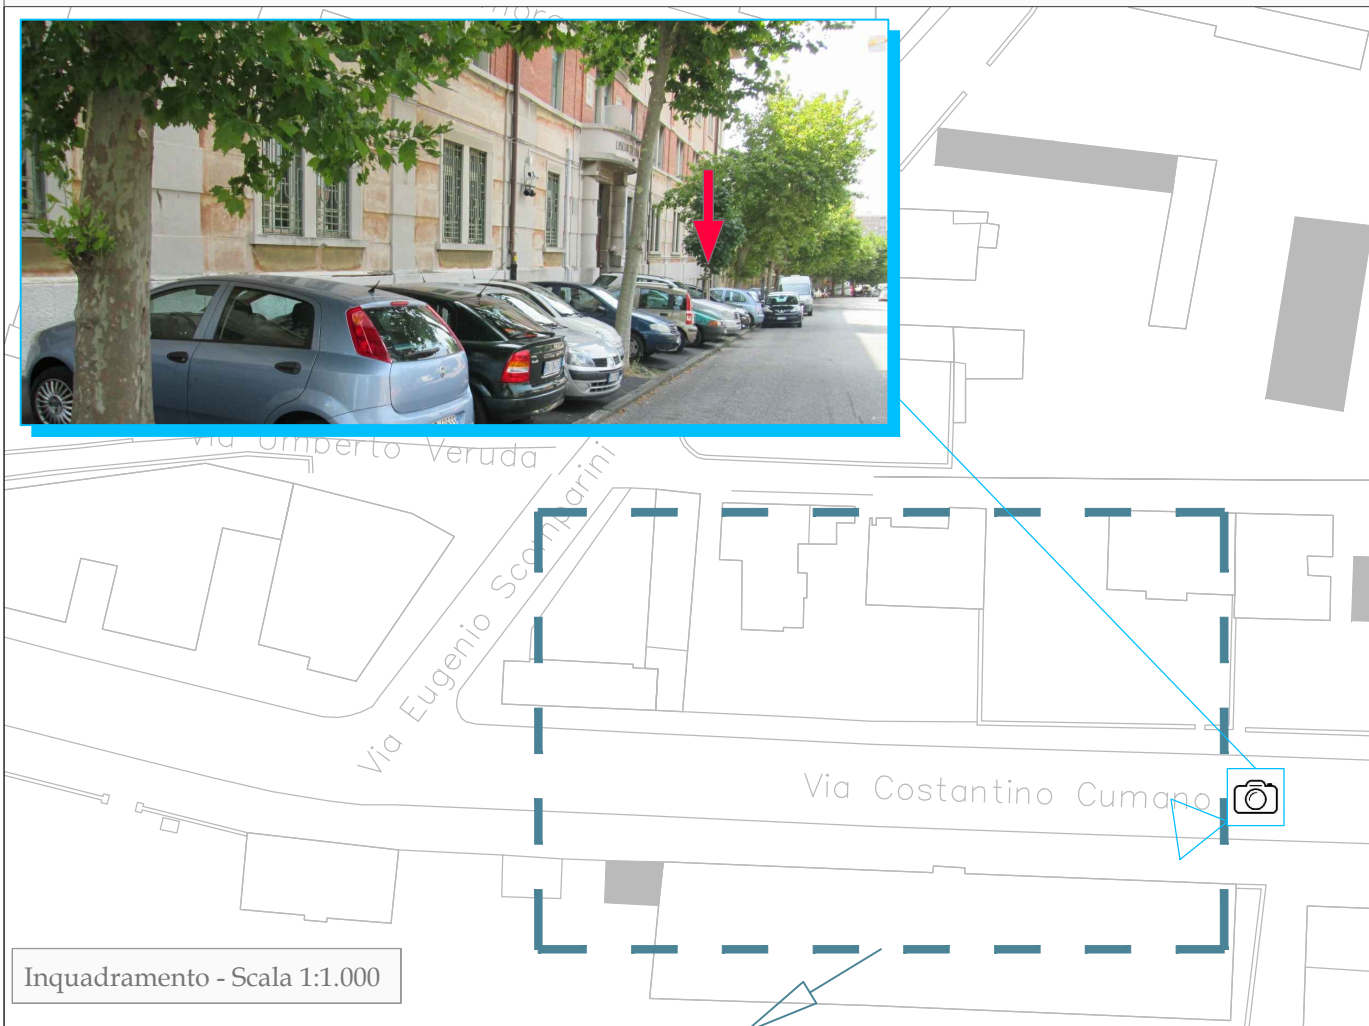 Via Umberto Veruda
Via Eugenio Scomparini
Via Costantino Cumano
Inquadramento - Scala 1:1.000